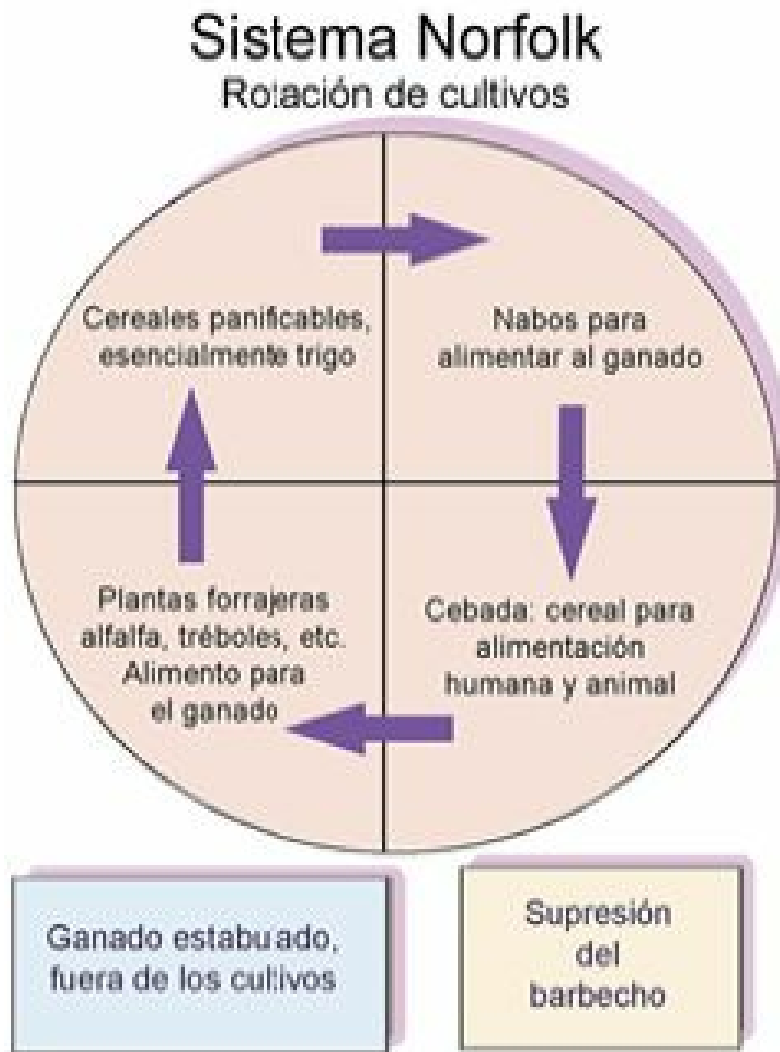 Sistema Norfolk
Rotación de cultivos
Cereales panificables,
esencialmente trigo
Nabos para
alimentar al ganado
Plantas forrajeras
alfalfa, tréboles, etc.
Alimento para
el ganado
Cebada: cereal para
alimentación
humana y animal
Ganado estabulado,
fuera de los cultivos
Supresión
del
barbecho